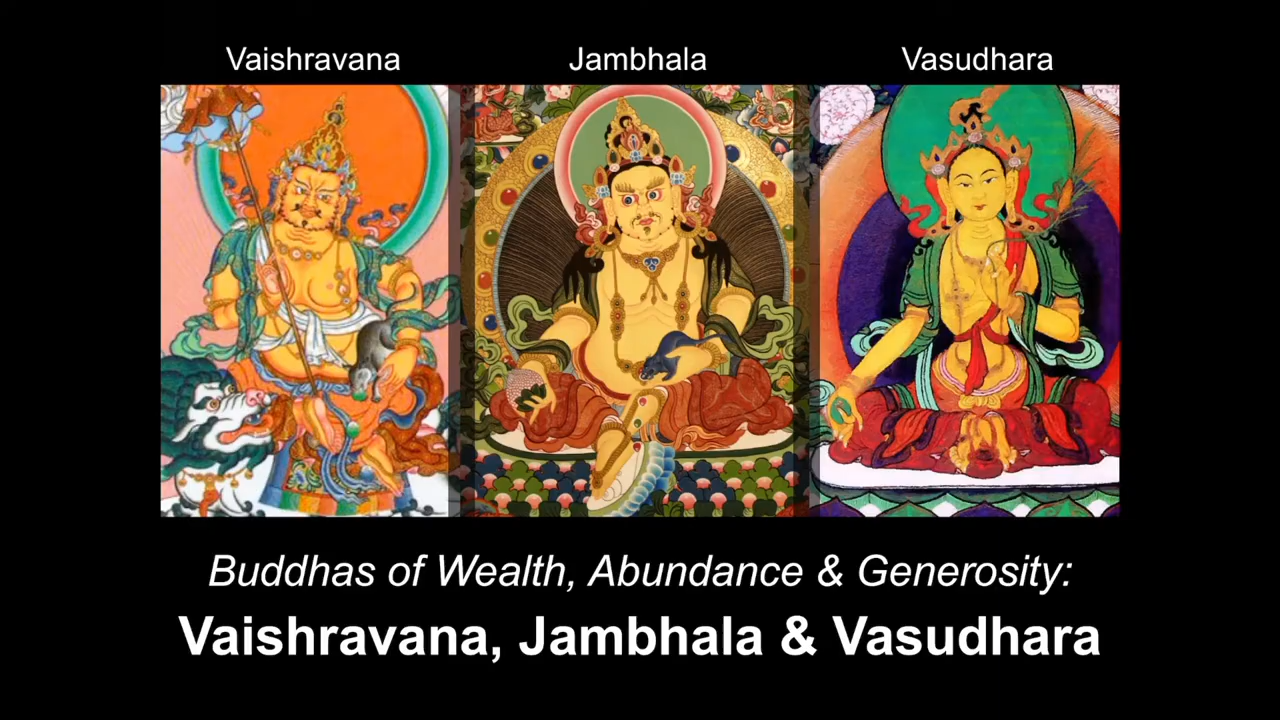 Vaishravana
Jambhala
Vasudhara
Buddhas of Wealth, Abundance & Generosity:
Vaishravana, Jambhala & Vasudhara